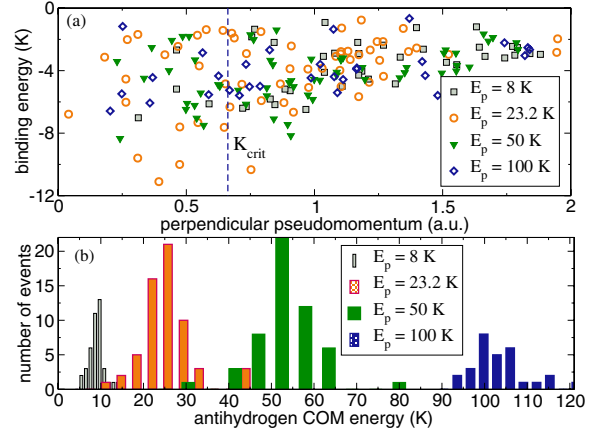 0
(a)
-4
-8
-12
binding energy (K)
K_crit
E_p = 8 K
E_p = 23.2 K
E_p = 50 K
E_p = 100 K
0 0.5 1 1.5 2
perpendicular pseudomomentum (a.u.)
20
15
10
5
0
number of events
(b)
E_p = 8 K
E_p = 23.2 K
E_p = 50 K
E_p = 100 K
0 10 20 30 40 50 60 70 80 90 100 110 120
antihydrogen COM energy (K)